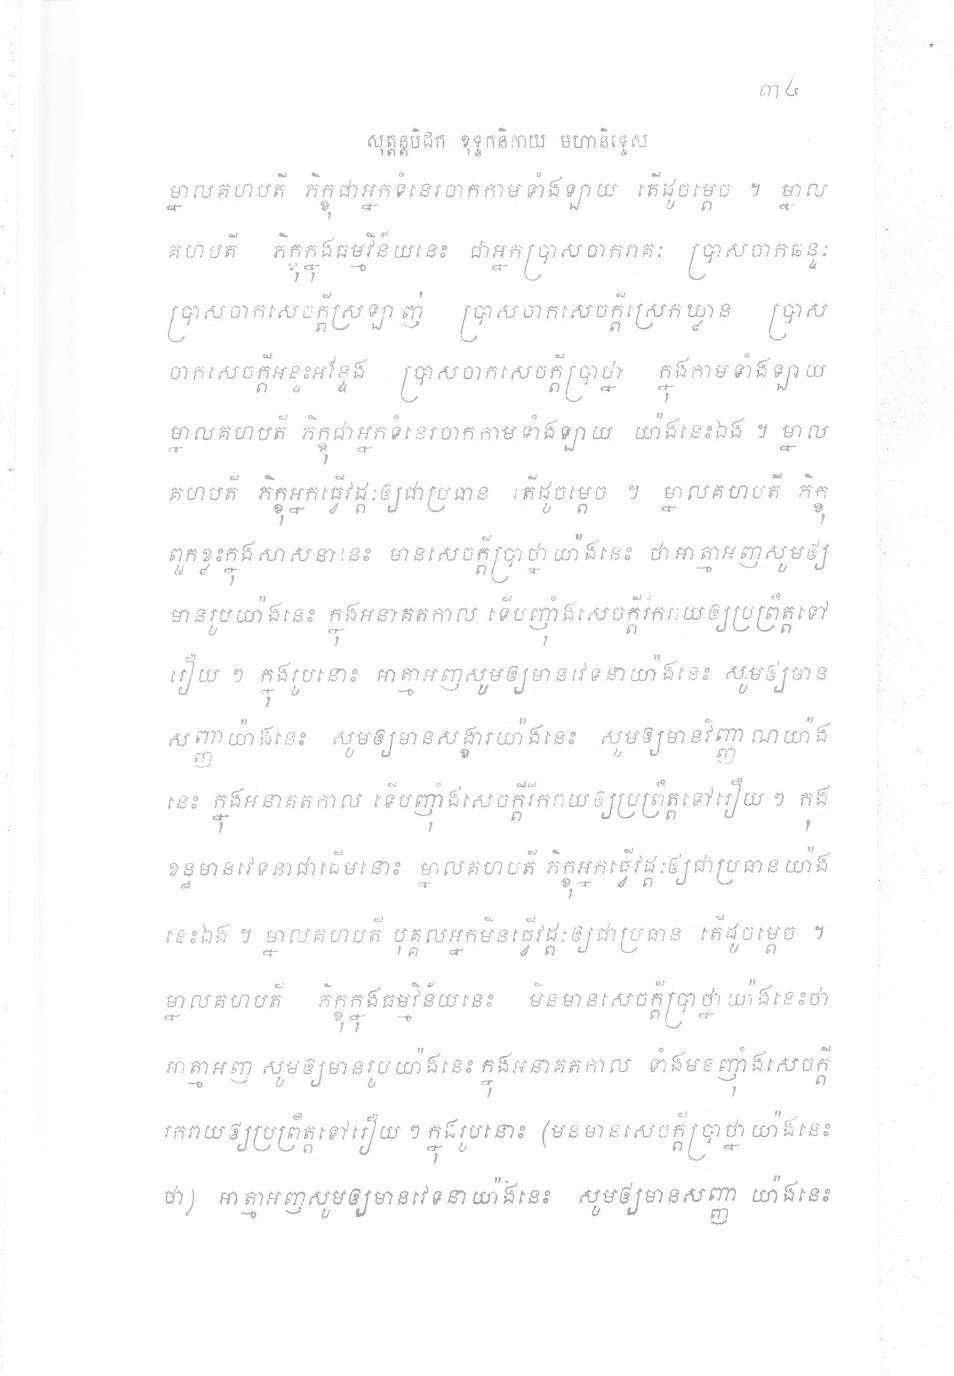 ៣៤
សុត្តន្តបិដក ខុទ្ទកនិកាយ មហានិទ្ទេស
ម្នាលគហបតី ភិក្ខុជាអ្នកទំនេរចាកកាមទាំងឡាយ តើដូចម្តេច ។ ម្នាល
គហបតី ភិក្ខុក្នុងធម្មវិន័យនេះ ជាអ្នកប្រាសចាករាគៈ ប្រាសចាកឆន្ទៈ
ប្រាសចាកសេចក្តីស្រឡាញ់ ប្រាសចាកសេចក្តីស្រេកឃ្លាន ប្រាស
ចាកសេចក្តីអន្ទះអន្ទែង ប្រាសចាកសេចក្តីប្រាថ្នា ក្នុងកាមទាំងឡាយ
ម្នាលគហបតី ភិក្ខុជាអ្នកទំនេរចាកកាមទាំងឡាយ យ៉ាងនេះឯង ។ ម្នាល
គហបតី ភិក្ខុអ្នកធ្វើវដ្តៈឲ្យជាប្រធាន តើដូចម្តេច ។ ម្នាលគហបតី ភិក្ខុ
ពួកខ្លះក្នុងសាសនានេះ មានសេចក្តីប្រាថ្នាយ៉ាងនេះ ថាអាត្មាអញសូមឲ្យ
មានរូបយ៉ាងនេះ ក្នុងអនាគតកាល ទើបញ៉ាំងសេចក្តីរីករាយឲ្យប្រព្រឹត្តទៅ
រឿយ ៗ ក្នុងរូបនោះ អាត្មាអញសូមឲ្យមានវេទនាយ៉ាងនេះ សូមឲ្យមាន
សញ្ញាយ៉ាងនេះ សូមឲ្យមានសង្ខារយ៉ាងនេះ សូមឲ្យមានវិញ្ញាណយ៉ាង
នេះ ក្នុងអនាគតកាល ទើបញ៉ាំងសេចក្តីរីករាយឲ្យប្រព្រឹត្តទៅរឿយ ៗ ក្នុង
ខន្ធមានវេទនាជាដើមនោះ ម្នាលគហបតី ភិក្ខុអ្នកធ្វើវដ្តៈឲ្យជាប្រធានយ៉ាង
នេះឯង ។ ម្នាលគហបតី បុគ្គលអ្នកមិនធ្វើវដ្តៈឲ្យជាប្រធាន តើដូចម្តេច ។
ម្នាលគហបតី ភិក្ខុក្នុងធម្មវិន័យនេះ មិនមានសេចក្តីប្រាថ្នាយ៉ាងនេះថា
អាត្មាអញ សូមឲ្យមានរូបយ៉ាងនេះក្នុងអនាគតកាល ទាំងមិនញ៉ាំងសេចក្តី
រីករាយឲ្យប្រព្រឹត្តទៅរឿយ ៗ ក្នុងរូបនោះ (មិនមានសេចក្តីប្រាថ្នាយ៉ាងនេះ
ថា) អាត្មាអញសូមឲ្យមានវេទនាយ៉ាងនេះ សូមឲ្យមានសញ្ញា យ៉ាងនេះ